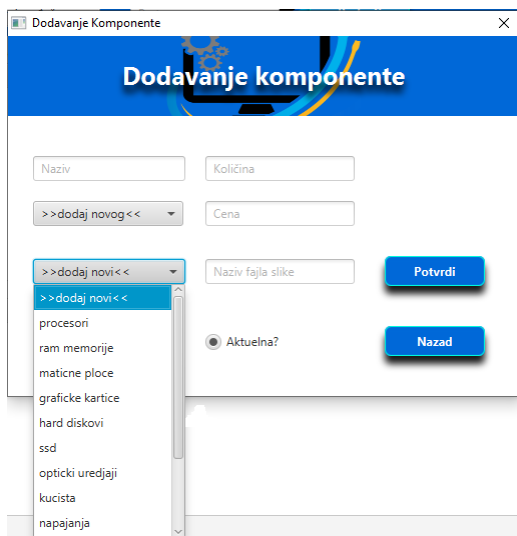 Dodavanje Komponente
Dodavanje komponente
Naziv
Količina
>>dodaj novog<<
Cena
>>dodaj novi<<
Naziv fajla slike
Potvrdi
>>dodaj novi<<
procesori
ram memorije
Aktuelna?
Nazad
maticne ploce
graficke kartice
hard diskovi
ssd
opticki uredjaji
kucista
napajanja